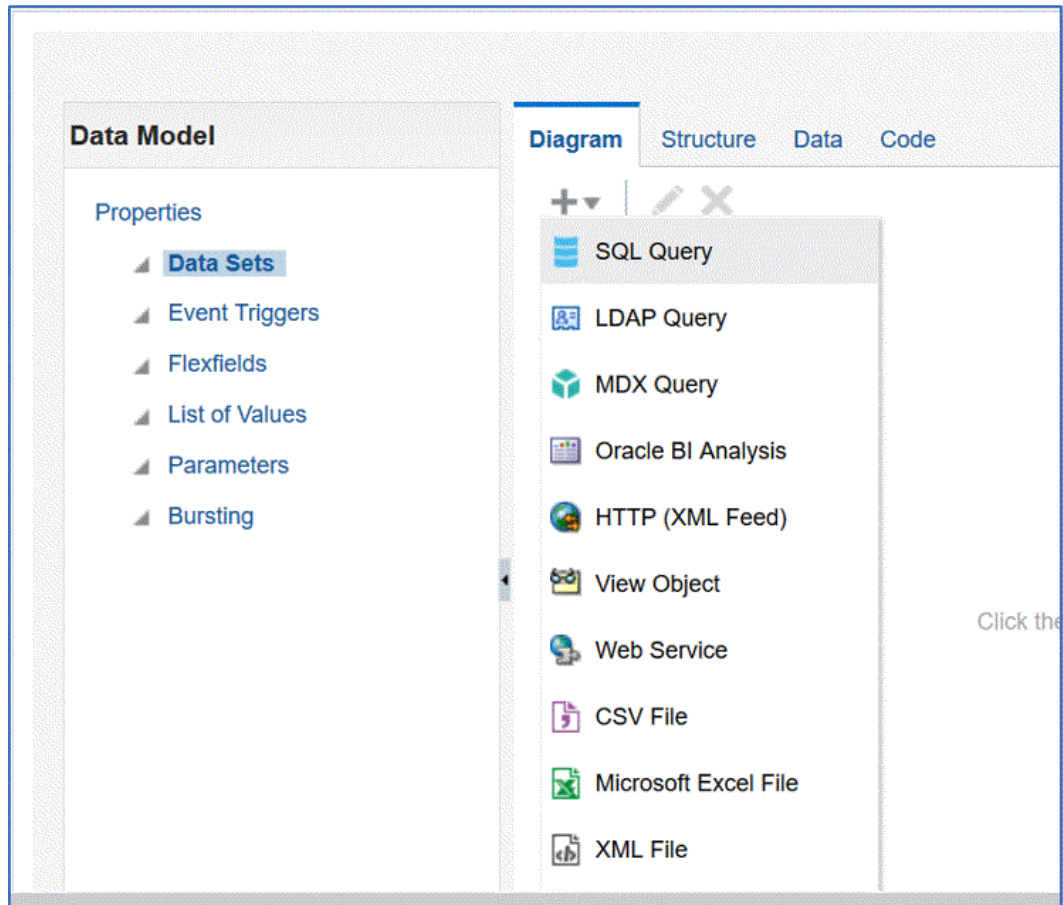 Data Model
Properties
Data Sets
Event Triggers
Flexfields
List of Values
Parameters
Bursting
Diagram Structure Data Code
SQL Query
LDAP Query
MDX Query
Oracle BI Analysis
HTTP (XML Feed)
View Object
Web Service
CSV File
Microsoft Excel File
XML File
Click the